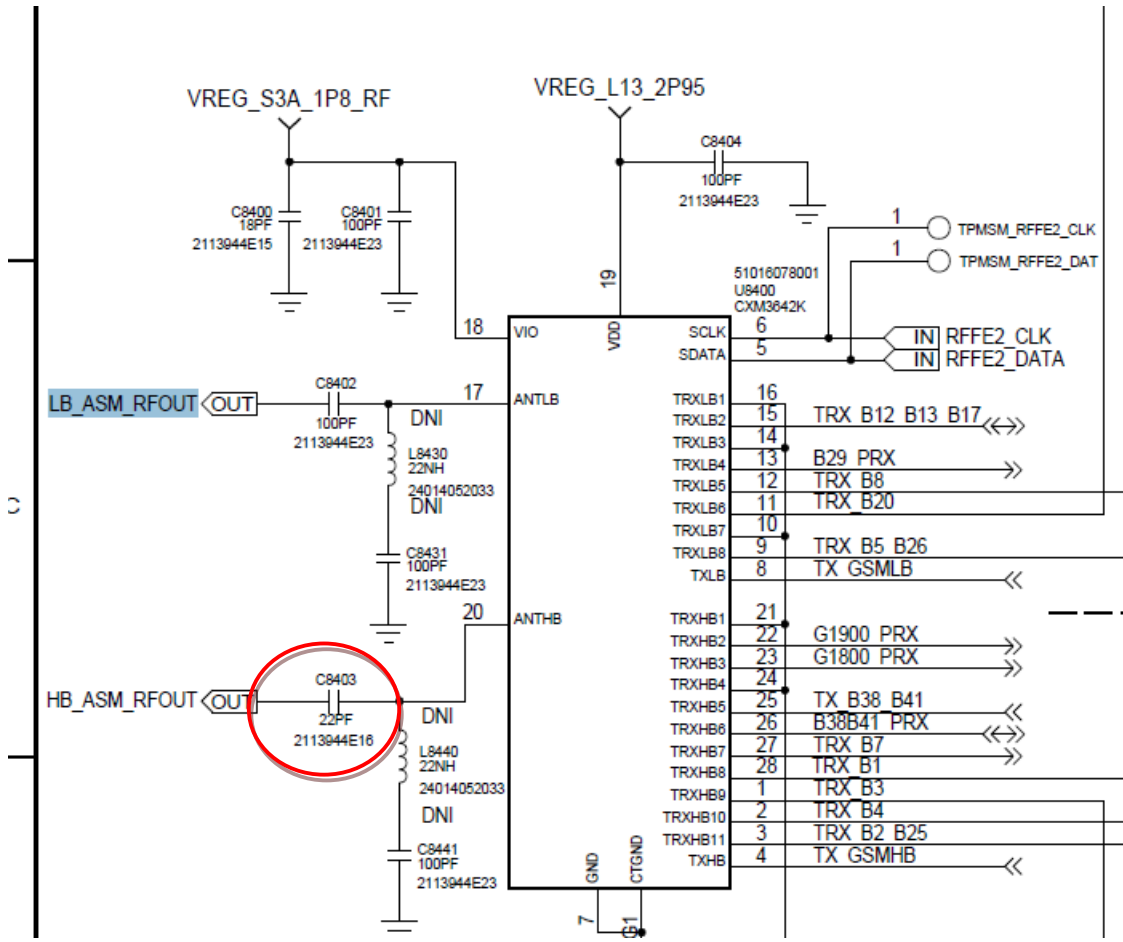 VREG_S3A_1P8_RF
VREG_L13_2P95
C8404
100PF
2113944E23
C8400
18PF
2113944E15
C8401
100PF
2113944E23
1
TPMSM_RFFE2_CLK
1
TPMSM_RFFE2_DAT
19
51016078001
U8400
CXM3642K
18
VIO
VDD
SCLK
6
IN
RFFE2_CLK
SDATA
5
IN
RFFE2_DATA
LB_ASM_RFOUT
OUT
C8402
100PF
2113944E23
17
ANTLB
DNI
L8430
22NH
24014052033
DNI
C8431
100PF
2113944E23
TRXLB1
16
TRXLB2
15
TRX_B12_B13_B17
TRXLB3
14
TRXLB4
13
B29_PRX
TRXLB5
12
TRX_B8
TRXLB6
11
TRX_B20
TRXLB7
10
TRXLB8
9
TRX_B5_B26
TXLB
8
TX_GSMLB
C
20
ANTHB
HB_ASM_RFOUT
OUT
C8403
22PF
2113944E16
DNI
L8440
22NH
24014052033
DNI
C8441
100PF
2113944E23
TRXHB1
21
TRXHB2
22
G1900_PRX
TRXHB3
23
G1800_PRX
TRXHB4
24
TRXHB5
25
TX_B38_B41
TRXHB6
26
B38B41_PRX
TRXHB7
27
TRX_B7
TRXHB8
28
TRX_B1
TRXHB9
1
TRX_B3
TRXHB10
2
TRX_B4
TRXHB11
3
TRX_B2_B25
TXHB
4
TX_GSMHB
GND
CTGND
7
G1